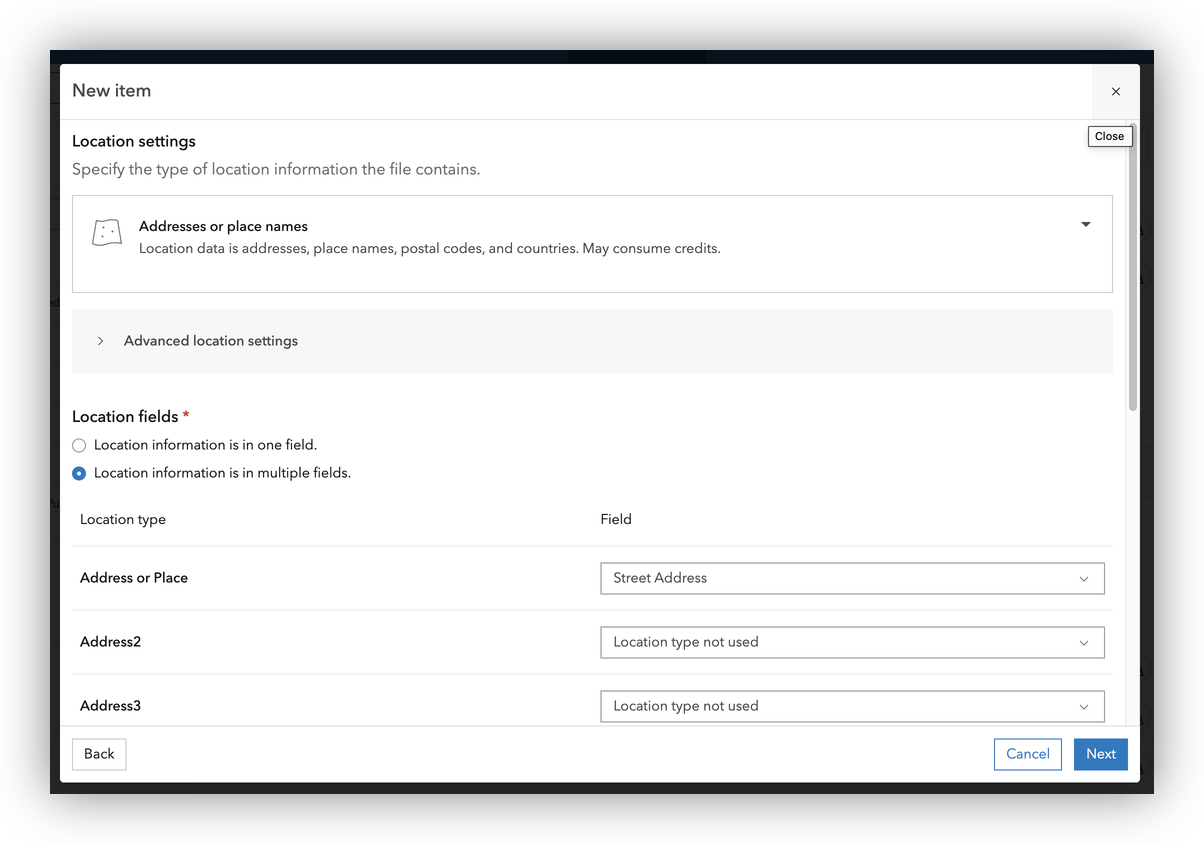 New item
Close
Location settings
Specify the type of location information the file contains.
Addresses or place names
Location data is addresses, place names, postal codes, and countries. May consume credits.
Advanced location settings
Location fields *
Location information is in one field.
Location information is in multiple fields.
Location type Field
Address or Place Street Address
Address2 Location type not used
Address3 Location type not used
Back Cancel Next